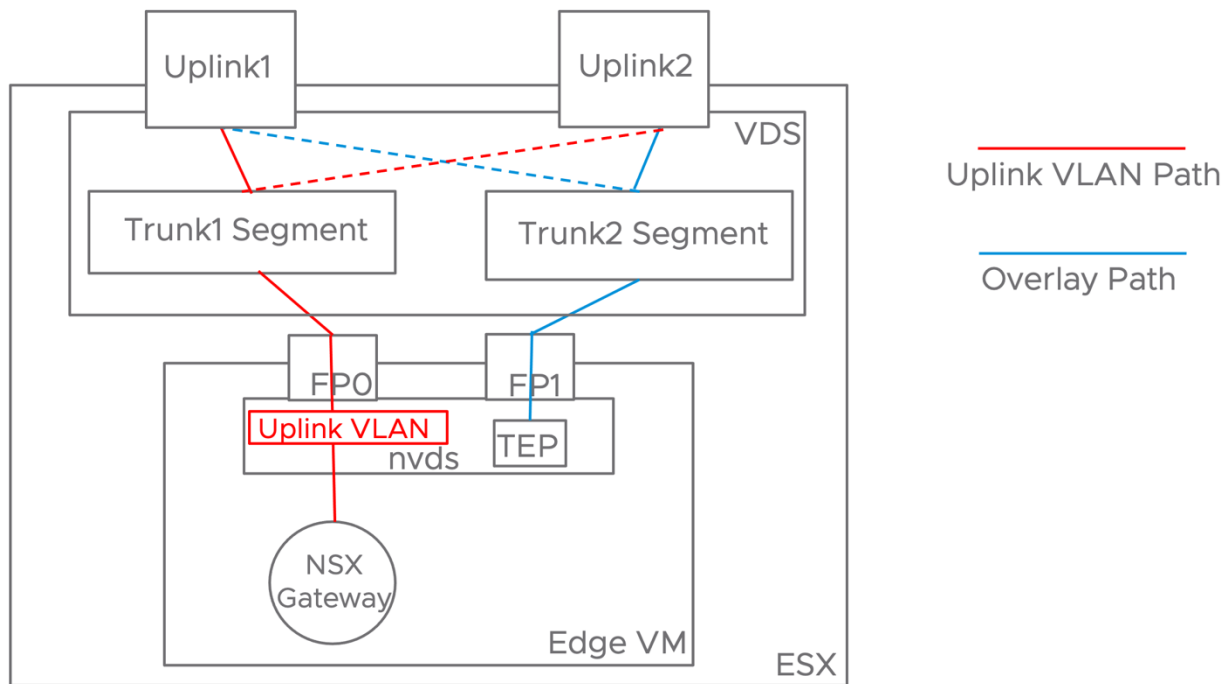 Uplink1
Uplink2
VDS
Uplink VLAN Path
Trunk1 Segment
Trunk2 Segment
Overlay Path
FP0
FP1
Uplink VLAN
TEP
nvds
NSX
Gateway
Edge VM
ESX